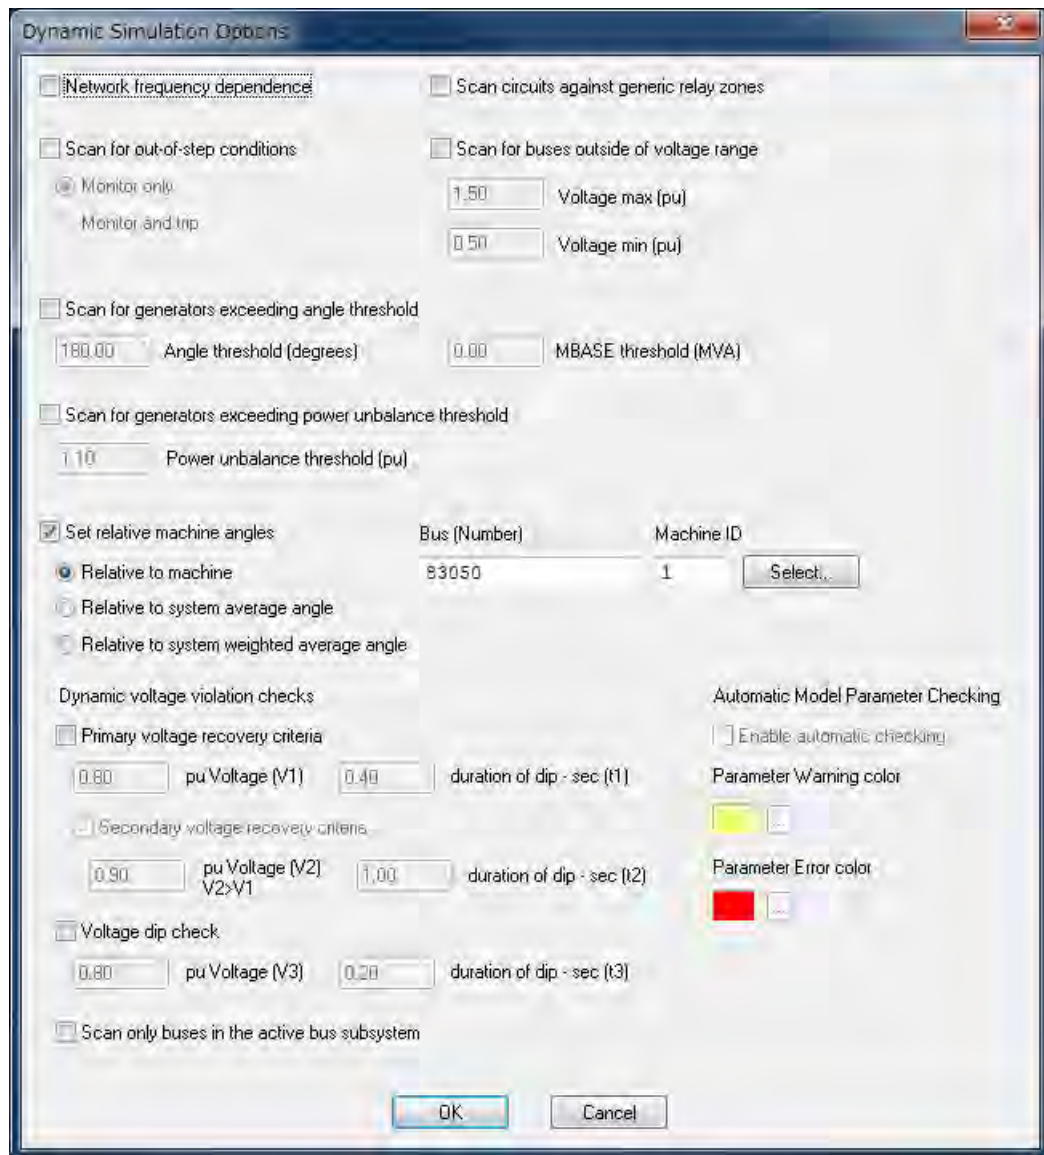 Dynamic Simulation Options
Network frequency dependence
Scan circuits against generic relay zones
Scan for out-of-step conditions
Scan for buses outside of voltage range
Monitor only
1.50 Voltage max (pu)
Monitor and trip
0.50 Voltage min (pu)
Scan for generators exceeding angle threshold
180.00 Angle threshold (degrees)
0.00 MBASE threshold (MVA)
Scan for generators exceeding power unbalance threshold
1.10 Power unbalance threshold (pu)
Set relative machine angles
Bus (Number)
Machine ID
Relative to machine
83050
1
Select...
Relative to system average angle
Relative to system weighted average angle
Dynamic voltage violation checks
Automatic Model Parameter Checking
Primary voltage recovery criteria
Enable automatic checking
0.80 pu Voltage (V1) 0.40 duration of dip - sec (t1)
Parameter Warning color
...
Secondary voltage recovery criteria
0.90 pu Voltage (V2) 1.00 duration of dip - sec (t2)
V2>V1
Parameter Error color
...
Voltage dip check
0.80 pu Voltage (V3) 0.20 duration of dip - sec (t3)
Scan only buses in the active bus subsystem
OK
Cancel